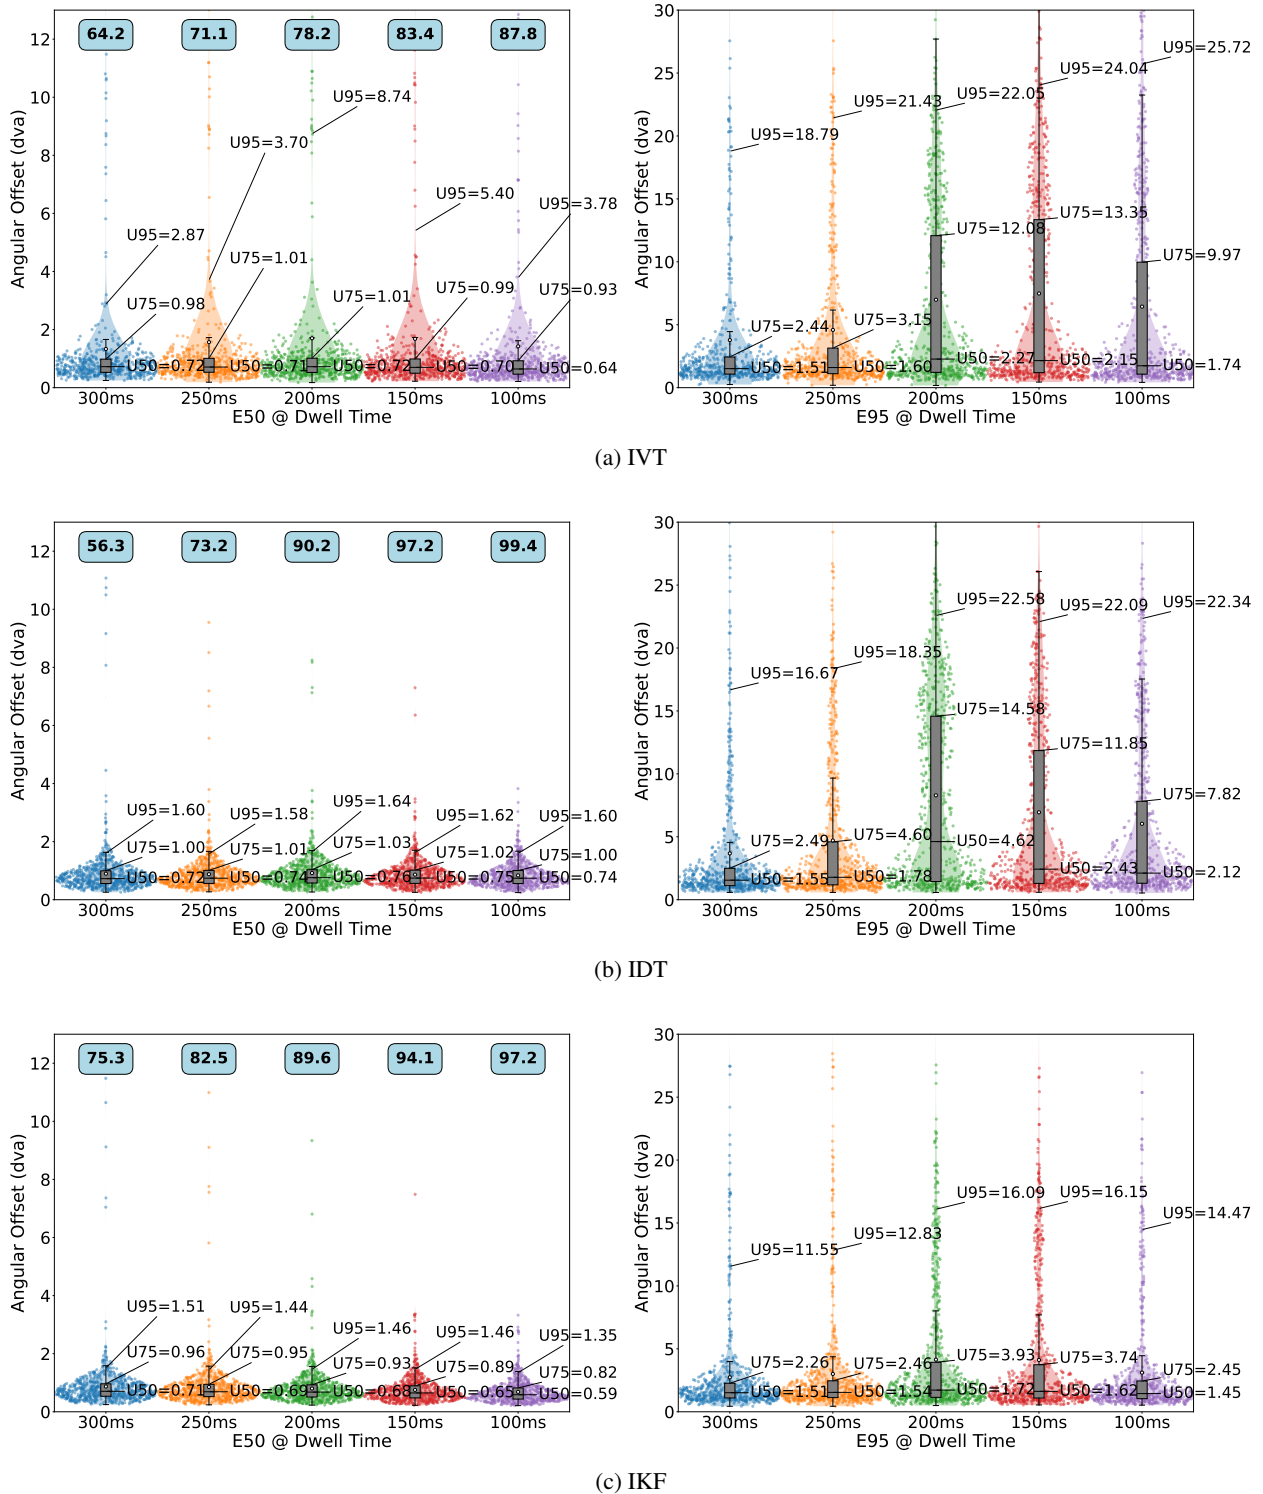 64.2 71.1 78.2 83.4 87.8
Angular Offset (dva)
12
10
8
6
4
2
0
U95=2.87
U75=0.98
U50=0.72
U95=3.70
U75=1.01
U50=0.71
U95=8.74
U75=1.01
U50=0.72
U95=5.40
U75=0.99
U50=0.70
U95=3.78
U75=0.93
U50=0.64
300ms 250ms 200ms 150ms 100ms
E50 @ Dwell Time
Angular Offset (dva)
30
25
20
15
10
5
0
U95=18.79
U75=2.44
U50=1.51
U95=21.43
U75=3.15
U50=1.60
U95=22.05
U75=12.08
U50=2.27
U95=24.04
U75=13.35
U50=2.15
U95=25.72
U75=9.97
U50=1.74
300ms 250ms 200ms 150ms 100ms
E95 @ Dwell Time
(a) IVT
56.3 73.2 90.2 97.2 99.4
Angular Offset (dva)
12
10
8
6
4
2
0
U95=1.60
U75=1.00
U50=0.72
U95=1.58
U75=1.01
U50=0.74
U95=1.64
U75=1.03
U50=0.76
U95=1.62
U75=1.02
U50=0.75
U95=1.60
U75=1.00
U50=0.74
300ms 250ms 200ms 150ms 100ms
E50 @ Dwell Time
Angular Offset (dva)
30
25
20
15
10
5
0
U95=16.67
U75=2.49
U50=1.55
U95=18.35
U75=4.60
U50=1.78
U95=22.58
U75=14.58
U50=4.62
U95=22.09
U75=11.85
U50=2.43
U95=22.34
U75=7.82
U50=2.12
300ms 250ms 200ms 150ms 100ms
E95 @ Dwell Time
(b) IDT
75.3 82.5 89.6 94.1 97.2
Angular Offset (dva)
12
10
8
6
4
2
0
U95=1.51
U75=0.96
U50=0.71
U95=1.44
U75=0.95
U50=0.69
U95=1.46
U75=0.93
U50=0.68
U95=1.46
U75=0.89
U50=0.65
U95=1.35
U75=0.82
U50=0.59
300ms 250ms 200ms 150ms 100ms
E50 @ Dwell Time
Angular Offset (dva)
30
25
20
15
10
5
0
U95=11.55
U75=2.26
U50=1.51
U95=12.83
U75=2.46
U50=1.54
U95=16.09
U75=3.93
U50=1.72
U95=16.15
U75=3.74
U50=1.62
U95=14.47
U75=2.45
U50=1.45
300ms 250ms 200ms 150ms 100ms
E95 @ Dwell Time
(c) IKF